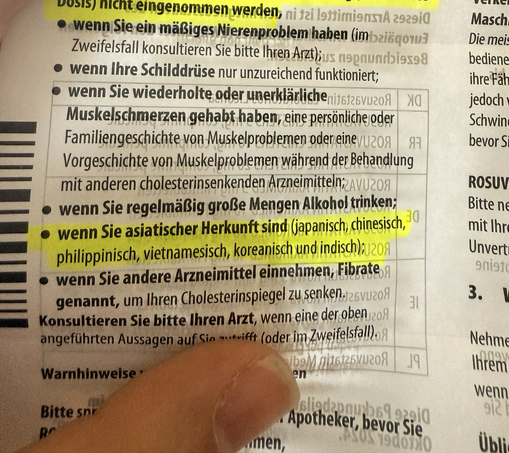 Dosis) nicht eingenommen werden,
• wenn Sie ein mäßiges Nierenproblem haben (im
Zweifelsfall konsultieren Sie bitte Ihren Arzt);
• wenn Ihre Schilddrüse nur unzureichend funktioniert;
• wenn Sie wiederholte oder unerklärliche
Muskelschmerzen gehabt haben, eine persönliche oder
Familiengeschichte von Muskelproblemen oder eine
Vorgeschichte von Muskelproblemen während der Behandlung
mit anderen cholesterinsenkenden Arzneimitteln;
• wenn Sie regelmäßig große Mengen Alkohol trinken;
• wenn Sie asiatischer Herkunft sind (japanisch, chinesisch,
philippinisch, vietnamesisch, koreanisch und indisch);
• wenn Sie andere Arzneimittel einnehmen, Fibrate
genannt, um Ihren Cholesterinspiegel zu senken.
Konsultieren Sie bitte Ihren Arzt, wenn eine der oben
angeführten Aussagen auf Sie zutrifft (oder im Zweifelsfall).
Warnhinweise
Bitte
Apotheker, bevor Sie
Masch
Die meis
bediene
ihre Fäh
jedoch
Schwin
bevor Si
ROSUV
Bitte ne
mit Ihre
Unvert
3.
Nehme
Ihrem
wenn
Übli